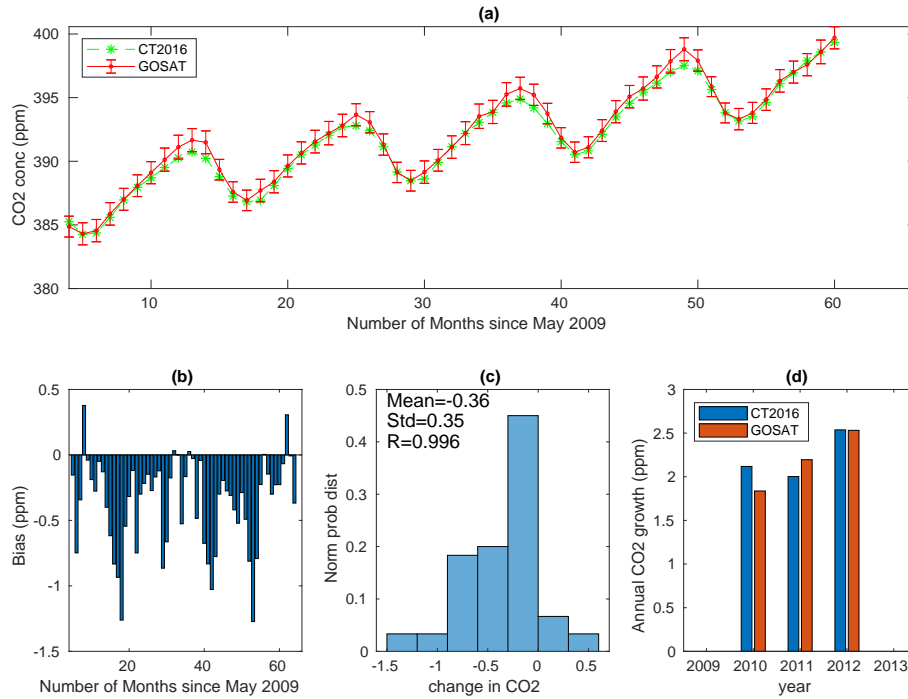 (a)
400
395
390
385
380
CO2 conc (ppm)
CT2016
GOSAT
10
20
30
40
50
60
Number of Months since May 2009
(b)
0.5
0
-0.5
-1
-1.5
Bias (ppm)
20
40
60
Number of Months since May 2009
(c)
0.5
0.4
0.3
0.2
0.1
0
Norm prob dist
Mean=-0.36
Std=0.35
R=0.996
-1.5
-1
-0.5
0
0.5
change in CO2
(d)
3
2.5
2
1.5
1
0.5
0
Annual CO2 growth (ppm)
CT2016
GOSAT
2009
2010
2011
2012
2013
year